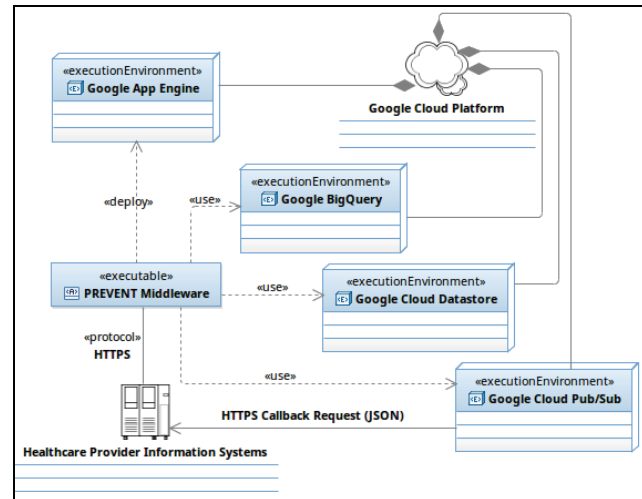 «executionEnvironment»
<E> Google App Engine
Google Cloud Platform
«deploy»
«use»
«executionEnvironment»
<E> Google BigQuery
«executable»
<A> PREVENT Middleware
«use»
«executionEnvironment»
<E> Google Cloud Datastore
«protocol»
HTTPS
«use»
«executionEnvironment»
<E> Google Cloud Pub/Sub
HTTPS Callback Request (JSON)
Healthcare Provider Information Systems